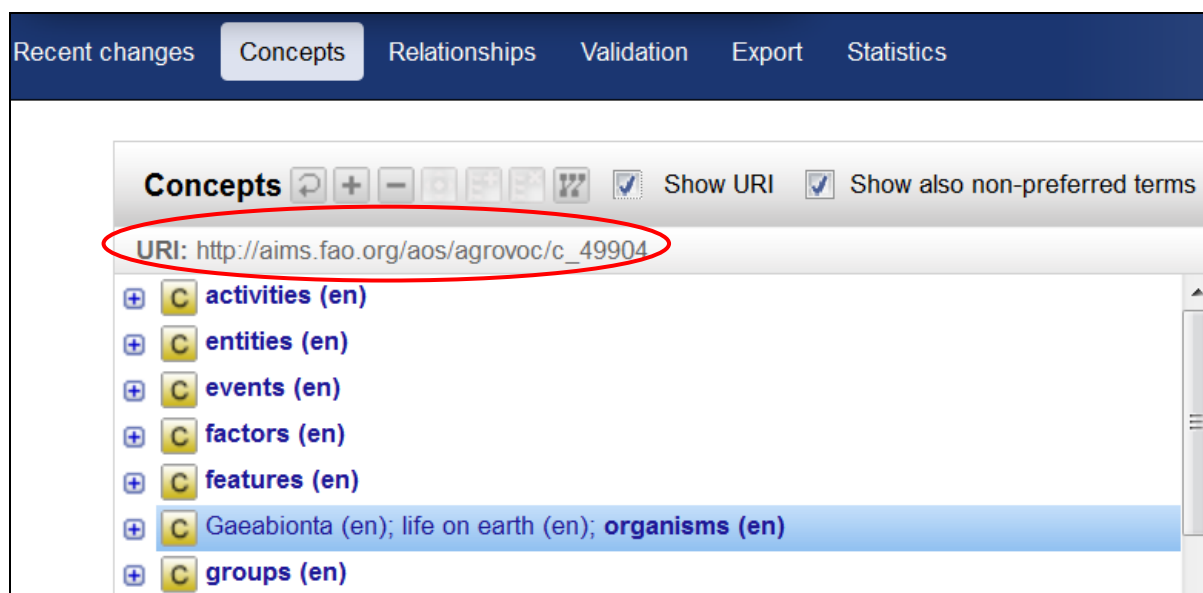 Recent changes Concepts Relationships Validation Export Statistics
Concepts Show URI Show also non-preferred terms
URI: http://aims.fao.org/aos/agrovoc/c_49904
C activities (en)
C entities (en)
C events (en)
C factors (en)
C features (en)
C Gaeabionta (en); life on earth (en); organisms (en)
C groups (en)